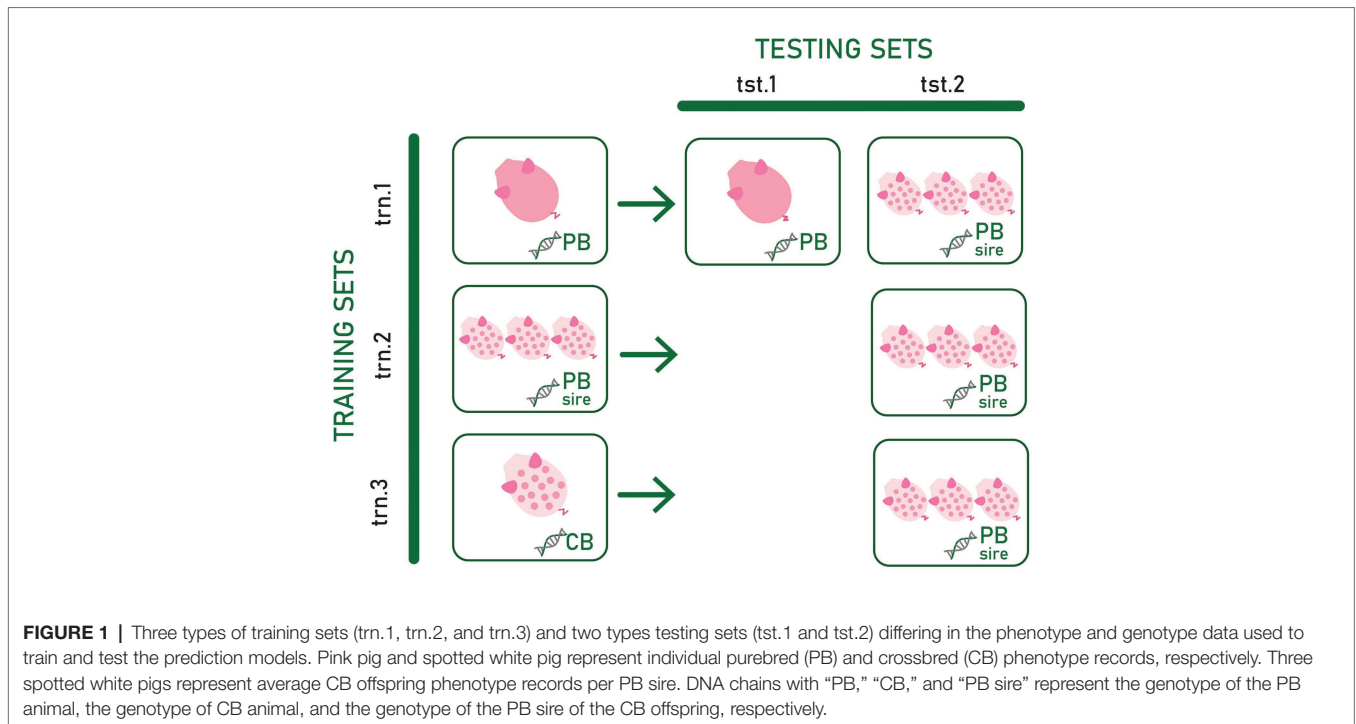 TESTING SETS
tst.1 tst.2
TRAINING SETS
trn.1
PB
PB
PB
sire
trn.2
PB
sire
PB
sire
trn.3
CB
PB
sire
FIGURE 1 | Three types of training sets (trn.1, trn.2, and trn.3) and two types testing sets (tst.1 and tst.2) differing in the phenotype and genotype data used to
train and test the prediction models. Pink pig and spotted white pig represent individual purebred (PB) and crossbred (CB) phenotype records, respectively. Three
spotted white pigs represent average CB offspring phenotype records per PB sire. DNA chains with “PB,” “CB,” and “PB sire” represent the genotype of the PB
animal, the genotype of CB animal, and the genotype of the PB sire of the CB offspring, respectively.